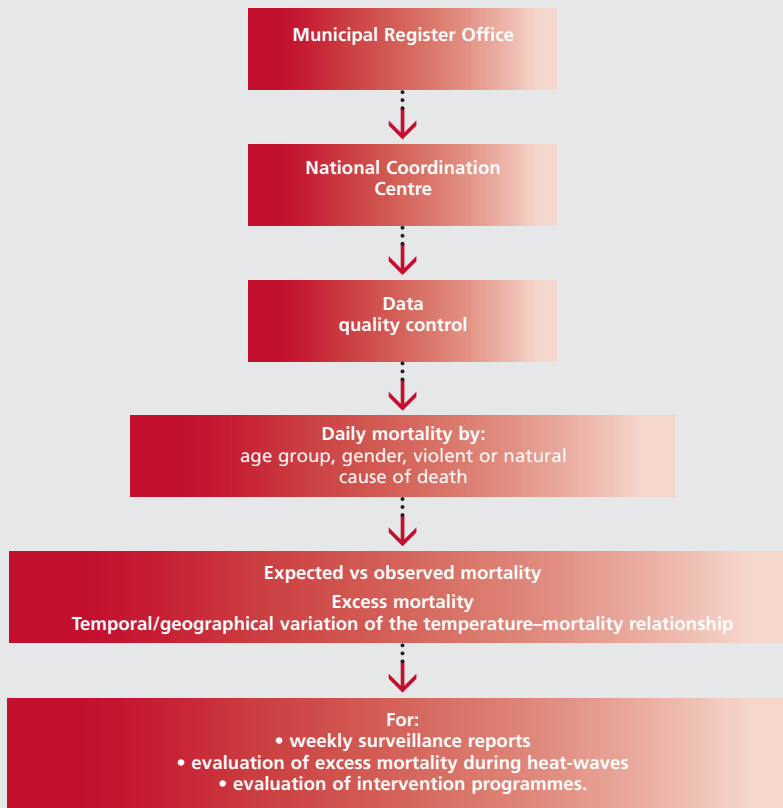 Municipal Register Office
National Coordination
Centre
Data
quality control
Daily mortality by:
age group, gender, violent or natural
cause of death
Expected vs observed mortality
Excess mortality
Temporal/geographical variation of the temperature–mortality relationship
For:
• weekly surveillance reports
• evaluation of excess mortality during heat-waves
• evaluation of intervention programmes.